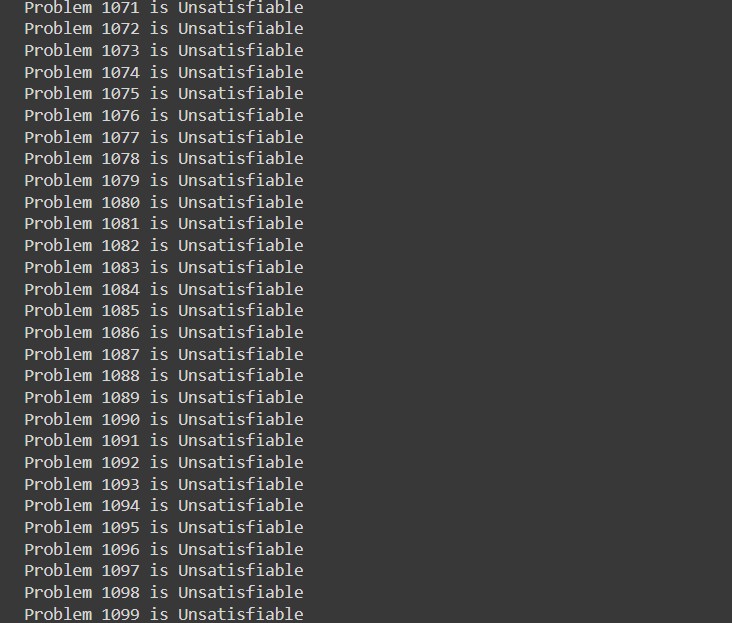 Problem 1071 is Unsatisfiable
Problem 1072 is Unsatisfiable
Problem 1073 is Unsatisfiable
Problem 1074 is Unsatisfiable
Problem 1075 is Unsatisfiable
Problem 1076 is Unsatisfiable
Problem 1077 is Unsatisfiable
Problem 1078 is Unsatisfiable
Problem 1079 is Unsatisfiable
Problem 1080 is Unsatisfiable
Problem 1081 is Unsatisfiable
Problem 1082 is Unsatisfiable
Problem 1083 is Unsatisfiable
Problem 1084 is Unsatisfiable
Problem 1085 is Unsatisfiable
Problem 1086 is Unsatisfiable
Problem 1087 is Unsatisfiable
Problem 1088 is Unsatisfiable
Problem 1089 is Unsatisfiable
Problem 1090 is Unsatisfiable
Problem 1091 is Unsatisfiable
Problem 1092 is Unsatisfiable
Problem 1093 is Unsatisfiable
Problem 1094 is Unsatisfiable
Problem 1095 is Unsatisfiable
Problem 1096 is Unsatisfiable
Problem 1097 is Unsatisfiable
Problem 1098 is Unsatisfiable
Problem 1099 is Unsatisfiable